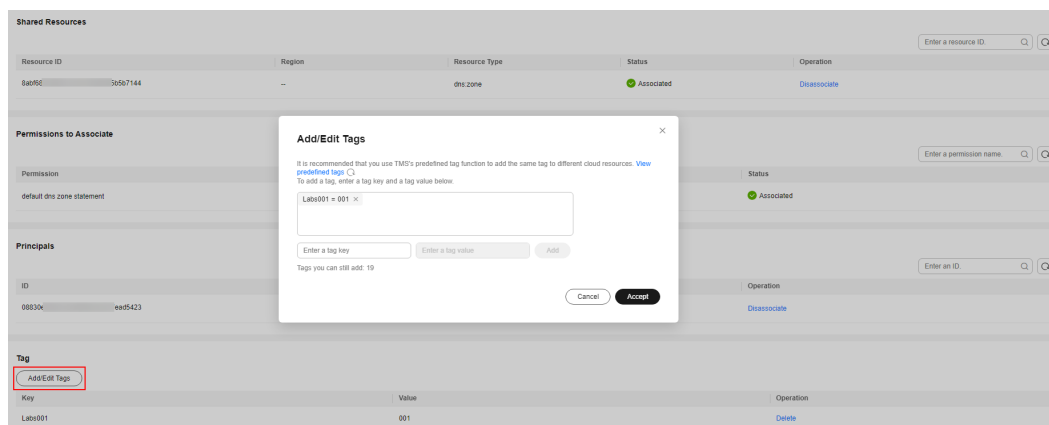 Shared Resources
Enter a resource ID.
Resource ID Region Resource Type Status Operation
8abf68 5b5b7144 -- dns:zone Associated Disassociate
Permissions to Associate
Enter a permission name.
Permission Status
default dns zone statement Associated
Add/Edit Tags
It is recommended that you use TMS's predefined tag function to add the same tag to different cloud resources. View
predefined tags
To add a tag, enter a tag key and a tag value below.
Labs001 = 001
Enter a tag key Enter a tag value Add
Tags you can still add: 19
Cancel Accept
Principals
Enter an ID.
ID Operation
08830e ead5423 Disassociate
Tag
Add/Edit Tags
Key Value Operation
Labs001 001 Delete